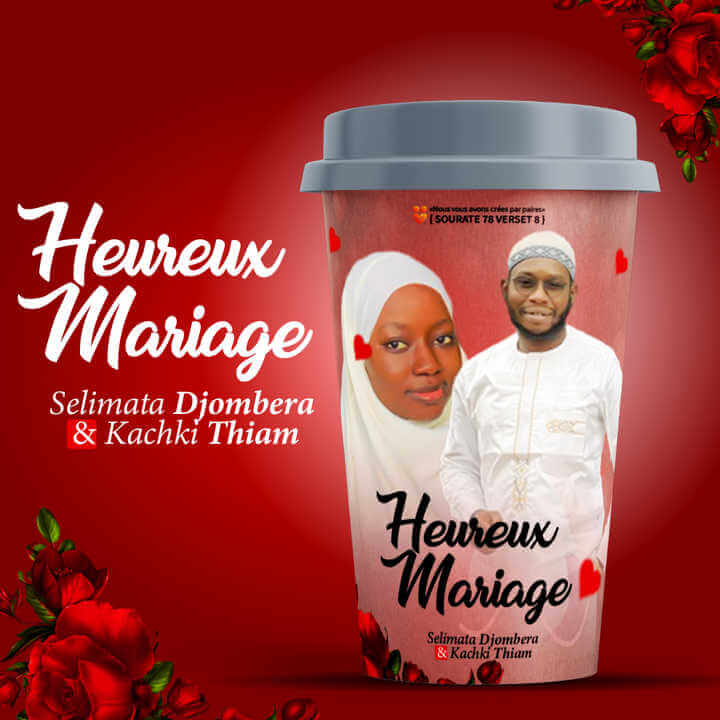 Heureux
Mariage
Selimata Djombera
& Kachki Thiam
«Nous vous avons crées par paires»
( SOURATE 78 VERSET 8 )
Heureux
Mariage
Selimata Djombera
& Kachki Thiam